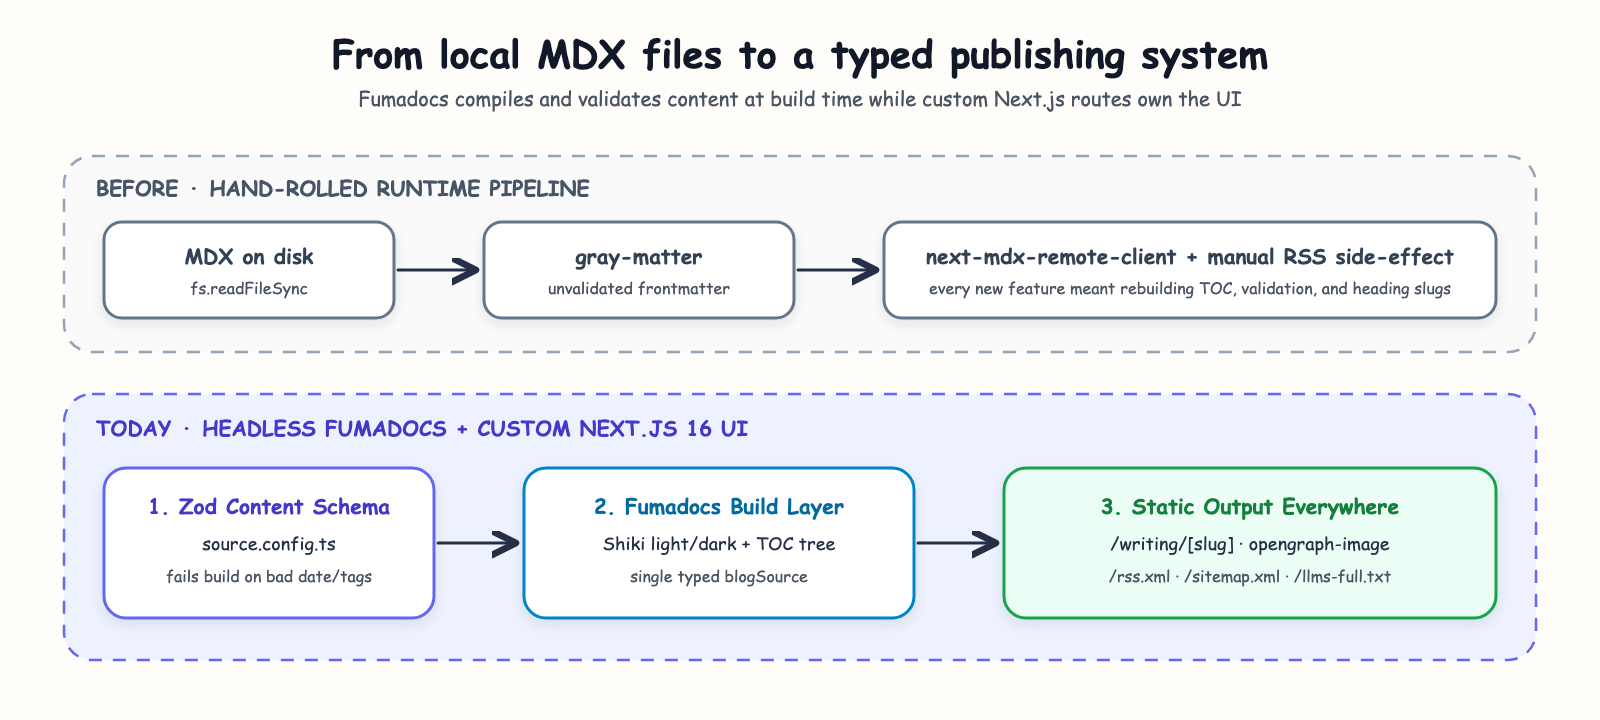 From local MDX files to a typed publishing system
Fumadocs compiles and validates content at build time while custom Next.js routes own the UI
BEFORE · HAND-ROLLED RUNTIME PIPELINE
MDX on disk
fs.readFileSync
gray-matter
unvalidated frontmatter
next-mdx-remote-client + manual RSS side-effect
every new feature meant rebuilding TOC, validation, and heading slugs
TODAY · HEADLESS FUMADOCS + CUSTOM NEXT.JS 16 UI
1. Zod Content Schema
source.config.ts
fails build on bad date/tags
2. Fumadocs Build Layer
Shiki light/dark + TOC tree
single typed blogSource
3. Static Output Everywhere
/writing/[slug] · opengraph-image
/rss.xml · /sitemap.xml · /llms-full.txt